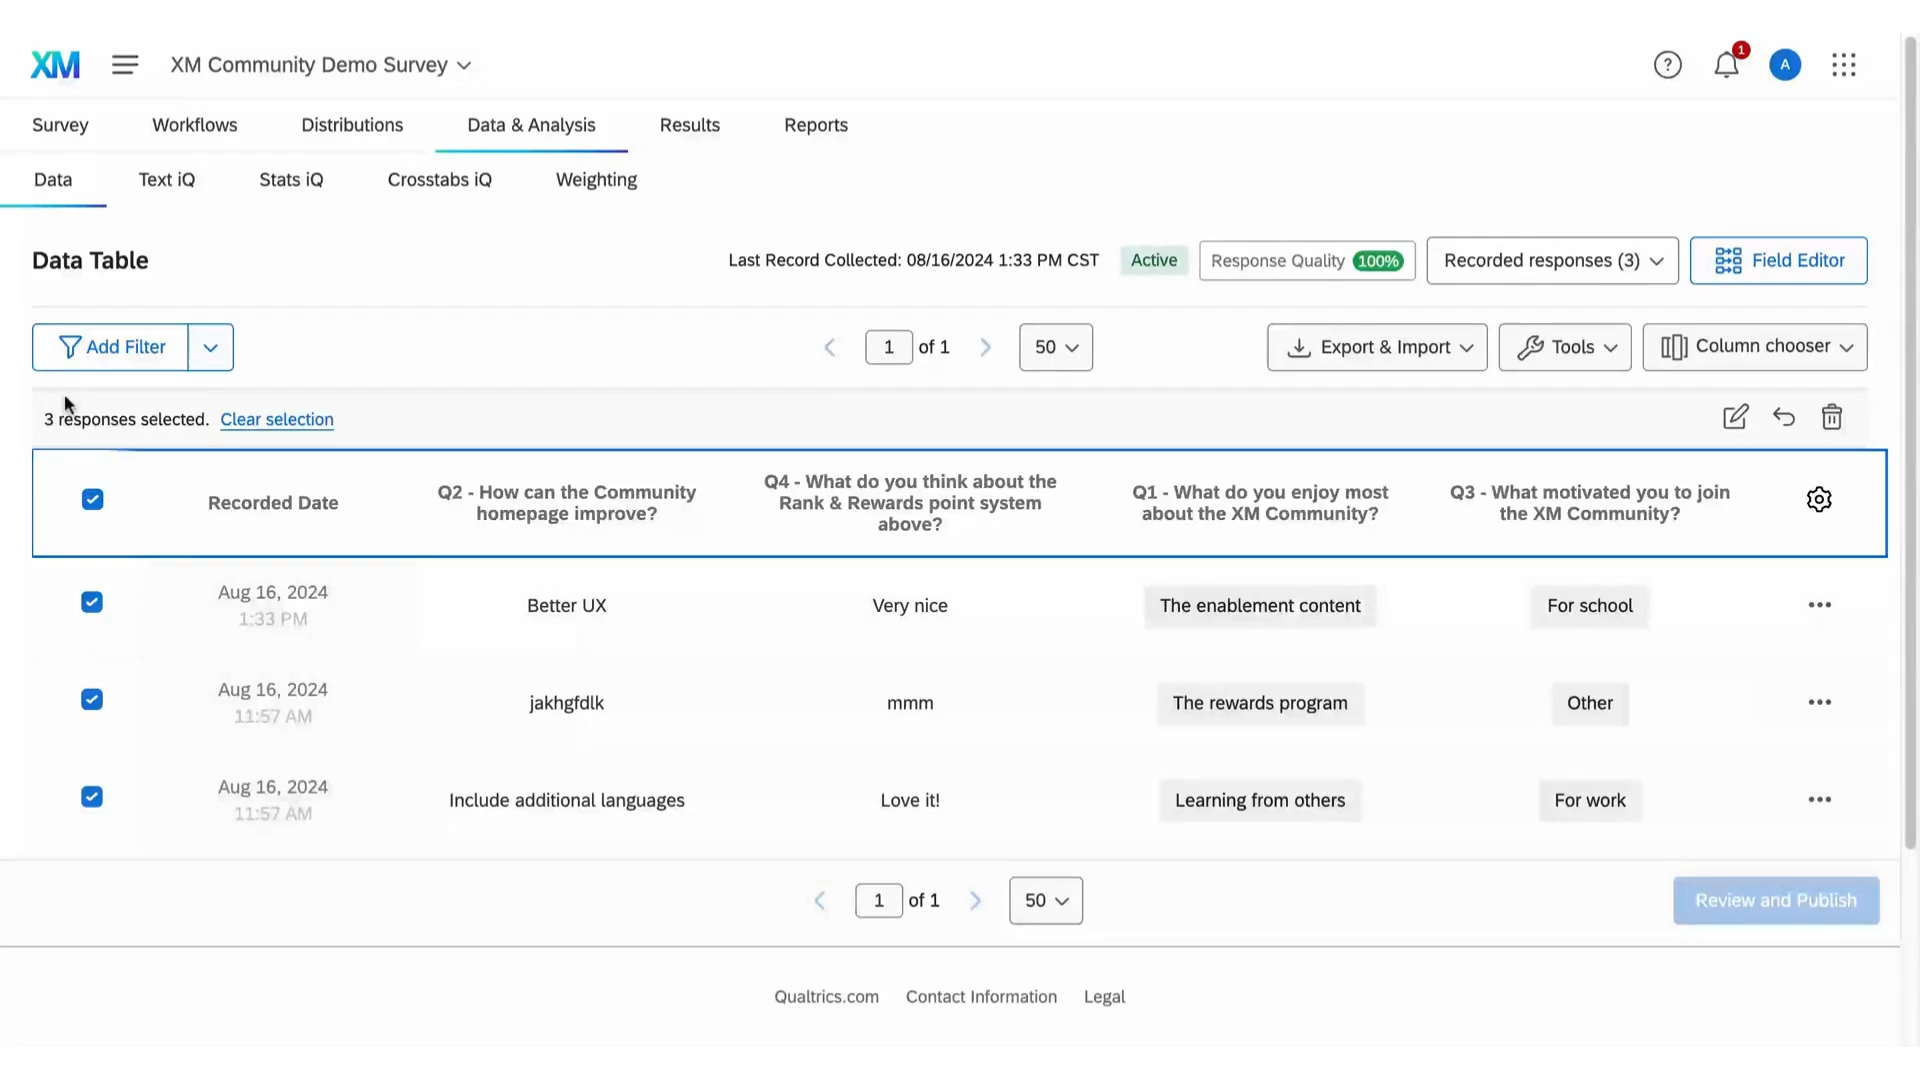 XM
XM Community Demo Survey
? 1 A
Survey Workflows Distributions Data & Analysis Results Reports
Data Text iQ Stats iQ Crosstabs iQ Weighting
Data Table Last Record Collected: 08/16/2024 1:33 PM CST Active Response Quality 100% Recorded responses (3) Field Editor
Add Filter 1 of 1 50 Export & Import Tools Column chooser
3 responses selected. Clear selection
Recorded Date
Q2 - How can the Community
homepage improve?
Q4 - What do you think about the
Rank & Rewards point system
above?
Q1 - What do you enjoy most
about the XM Community?
Q3 - What motivated you to join
the XM Community?
Aug 16, 2024
1:33 PM
Better UX
Very nice
The enablement content
For school
Aug 16, 2024
11:57 AM
jakhgfdlk
mmm
The rewards program
Other
Aug 16, 2024
11:57 AM
Include additional languages
Love it!
Learning from others
For work
1 of 1 50 Review and Publish
Qualtrics.com Contact Information Legal